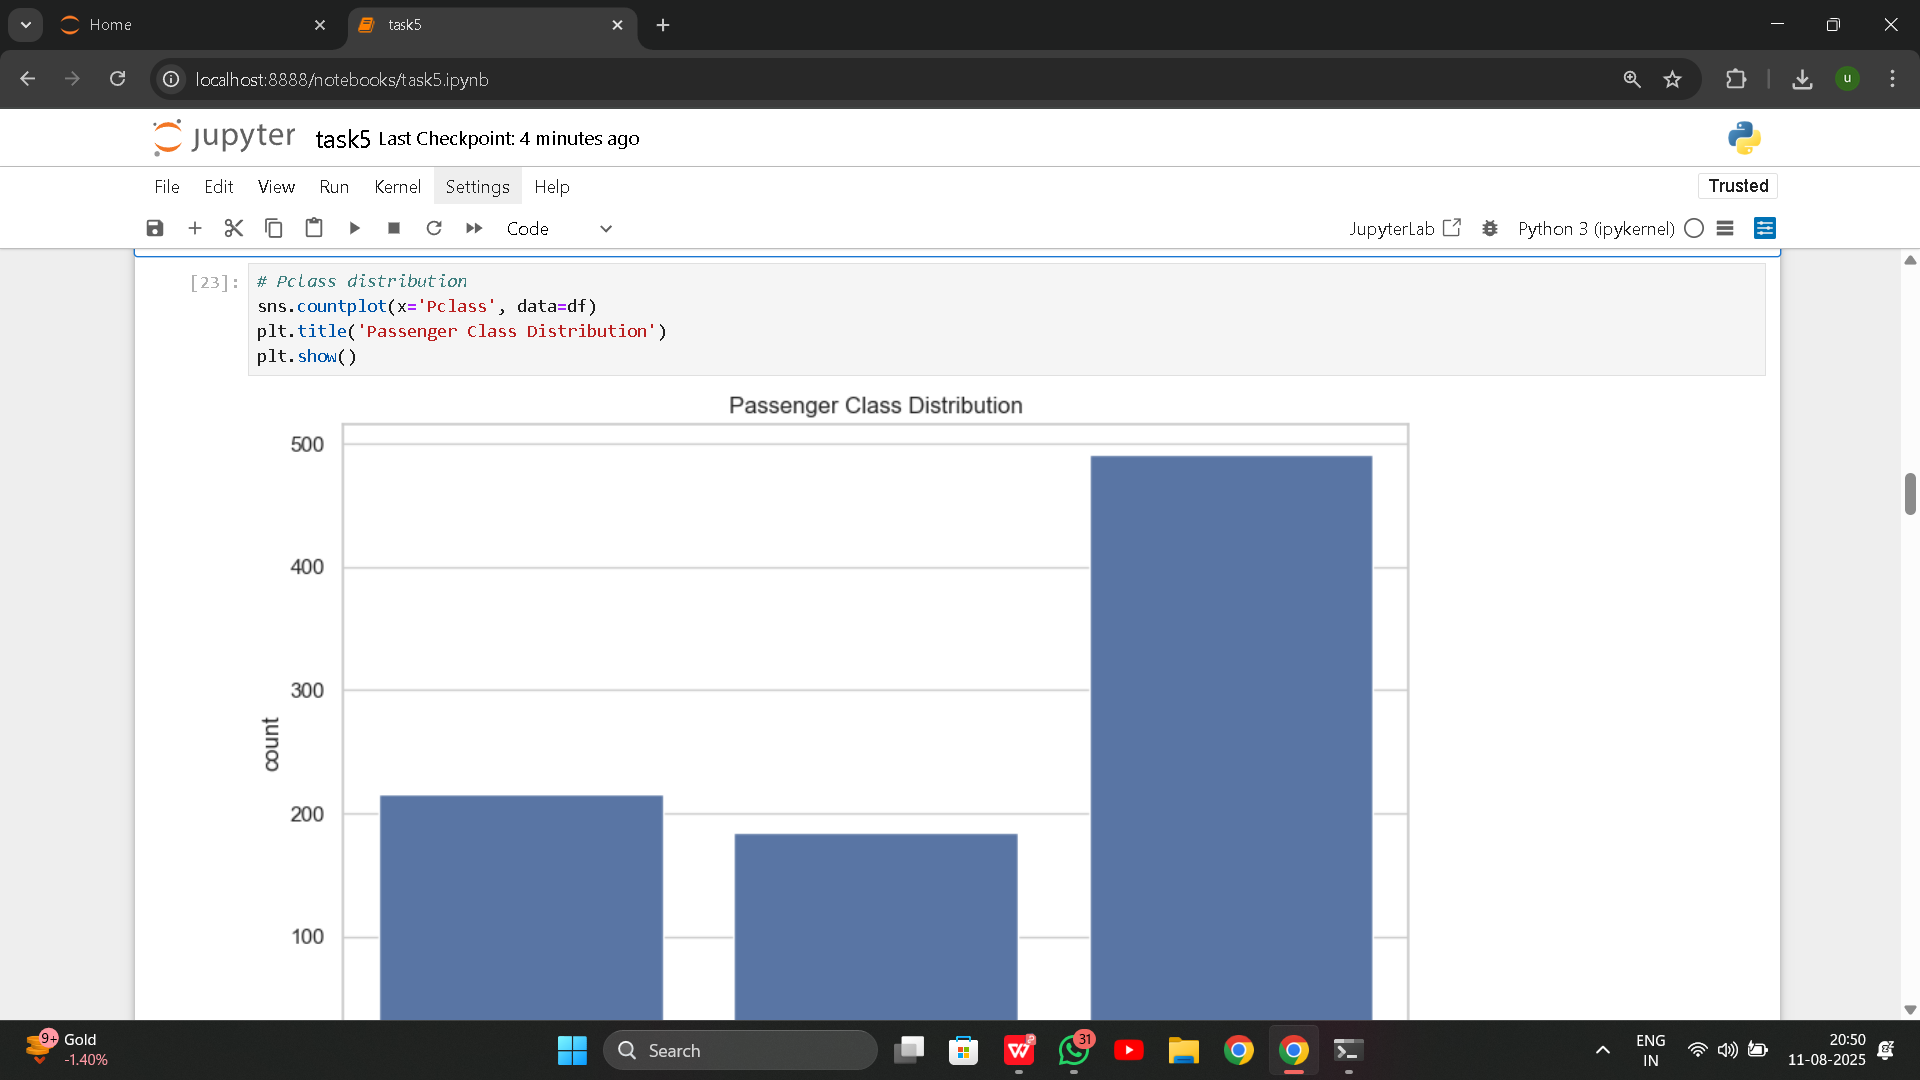 Home
task5
localhost:8888/notebooks/task5.ipynb
u
jupyter task5 Last Checkpoint: 4 minutes ago
File Edit View Run Kernel Settings Help
Trusted
Code
JupyterLab
Python 3 (ipykernel)
[23]:
# Pclass distribution
sns.countplot(x='Pclass', data=df)
plt.title('Passenger Class Distribution')
plt.show()
Passenger Class Distribution
500
400
300
200
100
count
9+
Gold
-1.40%
Search
31
ENG
IN
20:50
11-08-2025